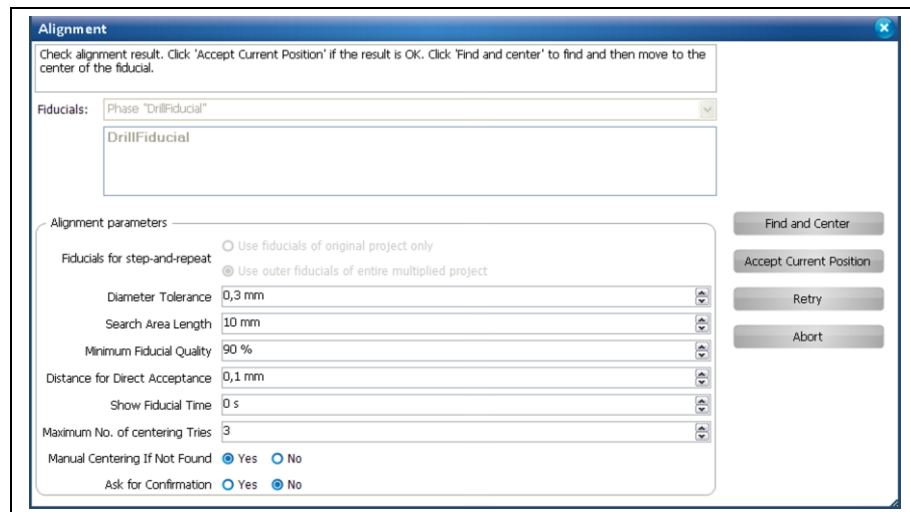 Alignment
Check alignment result. Click 'Accept Current Position' if the result is OK. Click 'Find and center' to find and then move to the
center of the fiducial.
Fiducials: Phase "DrillFiducial"
DrillFiducial
Alignment parameters
Fiducials for step-and-repeat
Use fiducials of original project only
Use outer fiducials of entire multiplied project
Diameter Tolerance 0,3 mm
Search Area Length 10 mm
Minimum Fiducial Quality 90 %
Distance for Direct Acceptance 0,1 mm
Show Fiducial Time 0 s
Maximum No. of centering Tries 3
Manual Centering If Not Found Yes No
Ask for Confirmation Yes No
Find and Center
Accept Current Position
Retry
Abort